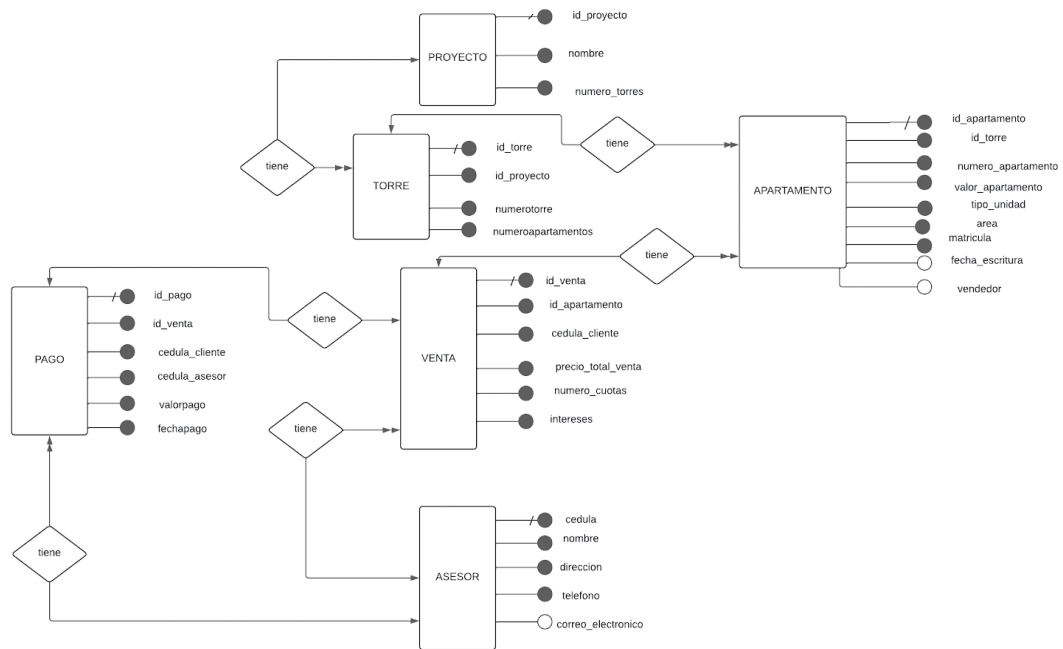 PROYECTO
id_proyecto
nombre
numero_torres
tiene
tiene
TORRE
id_torre
id_proyecto
numerotorre
numeroapartamentos
APARTAMENTO
id_apartamento
id_torre
numero_apartamento
valor_apartamento
tipo_unidad
area
matricula
fecha_escritura
vendedor
tiene
tiene
PAGO
id_pago
id_venta
cedula_cliente
cedula_asesor
valorpago
fechapago
VENTA
id_venta
id_apartamento
cedula_cliente
precio_total_venta
numero_cuotas
intereses
tiene
tiene
ASESOR
cedula
nombre
direccion
telefono
correo_electronico